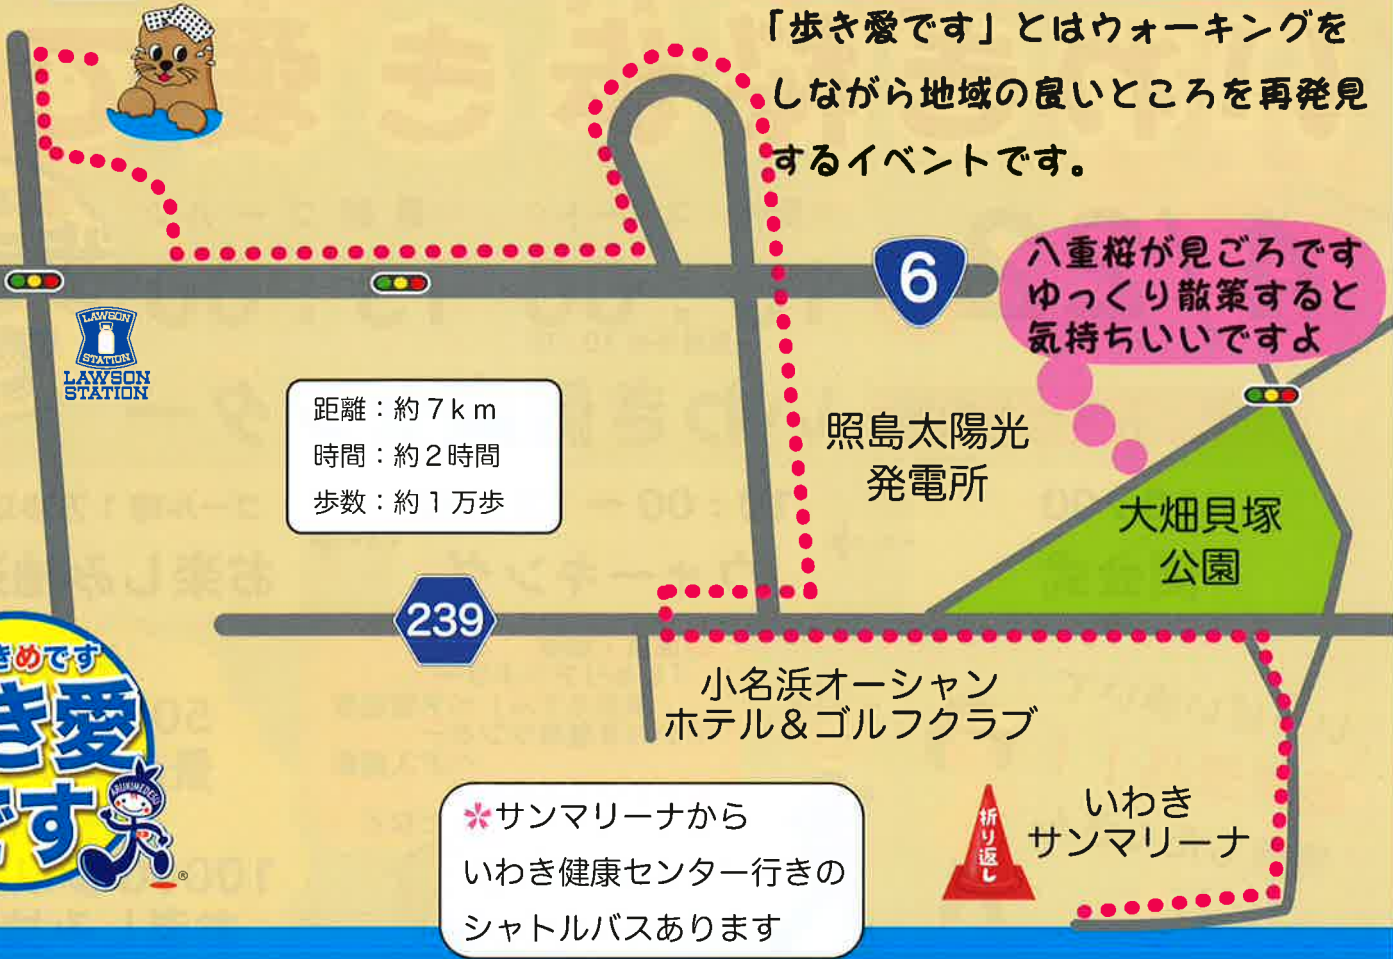 「歩き愛です」とはウォーキングを
しながら地域の良いところを再発見
するイベントです。
6
八重桜が見ごろです
ゆっくり散策すると
気持ちいいですよ
LAWSON
STATION
LAWSON
STATION
距離：約７ｋｍ
時間：約２時間
歩数：約１万歩
照島太陽光
発電所
大畑貝塚
公園
239
小名浜オーシャン
ホテル＆ゴルフクラブ
きめです
き愛
です
ARUKIMEDESU
®
✲サンマリーナから
いわき健康センター行きの
シャトルバスあります
折り返し
いわき
サンマリーナ